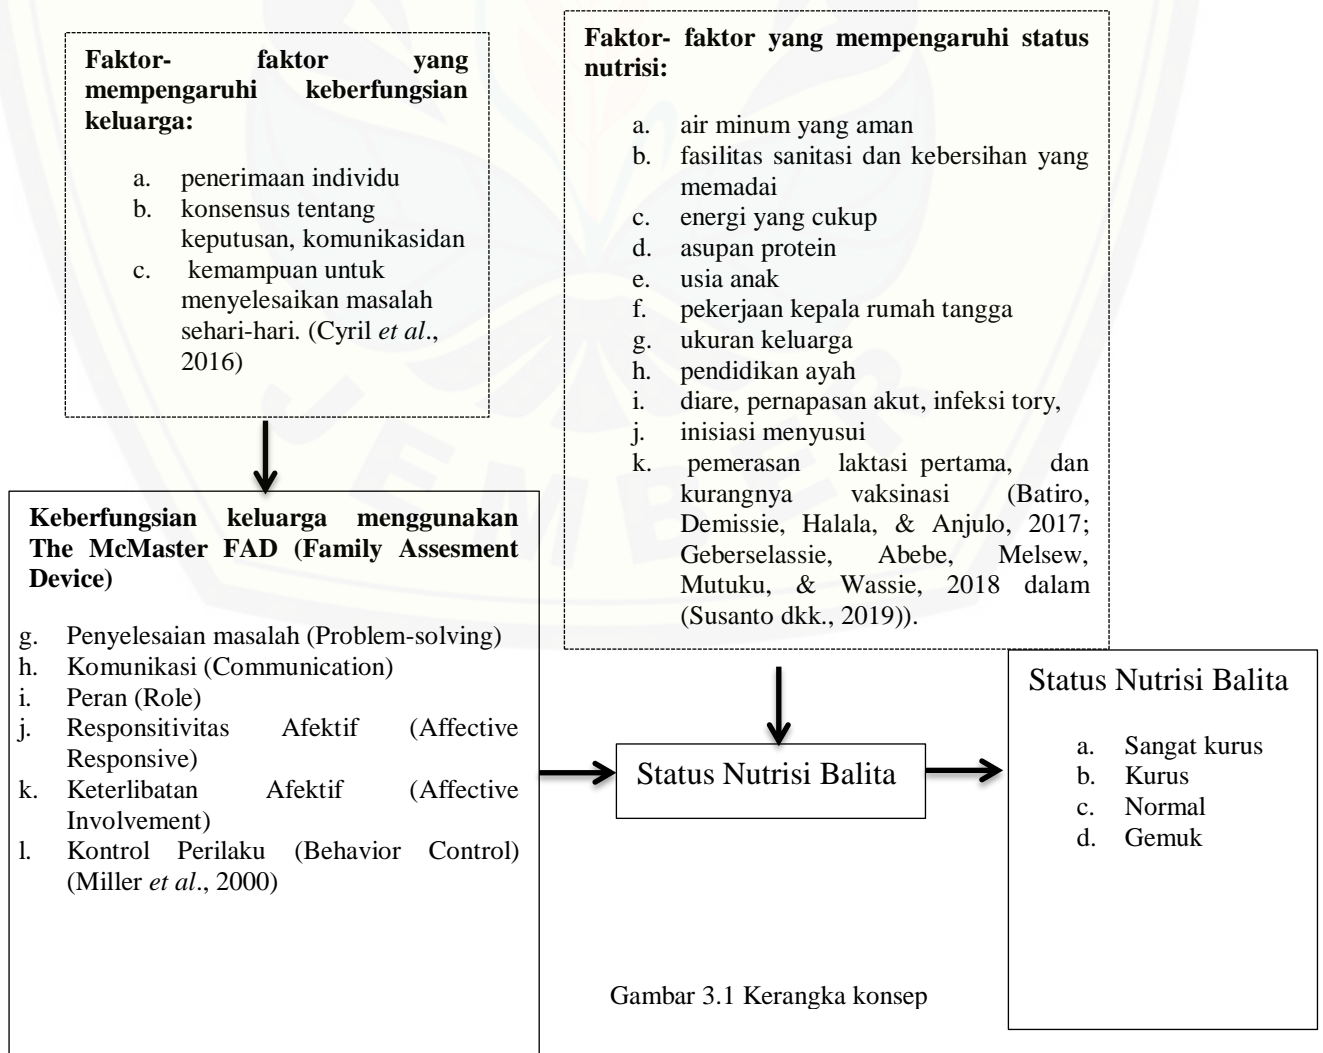 Faktor- faktor yang
mempengaruhi keberfungsian
keluarga:
a. penerimaan individu
b. konsensus tentang
keputusan, komunikasidan
c. kemampuan untuk
menyelesaikan masalah
sehari-hari. (Cyril et al.,
2016)
Faktor- faktor yang mempengaruhi status
nutrisi:
a. air minum yang aman
b. fasilitas sanitasi dan kebersihan yang
memadai
c. energi yang cukup
d. asupan protein
e. usia anak
f. pekerjaan kepala rumah tangga
g. ukuran keluarga
h. pendidikan ayah
i. diare, pernapasan akut, infeksi tory,
j. inisiasi menyusui
k. pemerasan laktasi pertama, dan
kurangnya vaksinasi (Batiro,
Demissie, Halala, & Anjulo, 2017;
Geberselassie, Abebe, Melsew,
Mutuku, & Wassie, 2018 dalam
(Susanto dkk., 2019)).
Keberfungsian keluarga menggunakan
The McMaster FAD (Family Assesment
Device)
g. Penyelesaian masalah (Problem-solving)
h. Komunikasi (Communication)
i. Peran (Role)
j. Responsitivitas Afektif (Affective
Responsive)
k. Keterlibatan Afektif (Affective
Involvement)
l. Kontrol Perilaku (Behavior Control)
(Miller et al., 2000)
Status Nutrisi Balita
Status Nutrisi Balita
a. Sangat kurus
b. Kurus
c. Normal
d. Gemuk
Gambar 3.1 Kerangka konsep
JEMBER